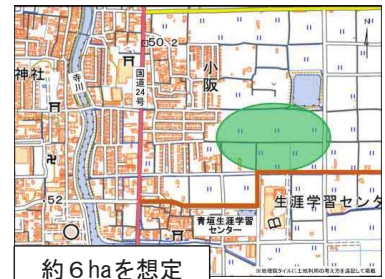 50.2
神社
寺川
国道24号
小阪
N
52
青垣生涯学習
センター
生涯学習センタ
約6haを想定
※地理院タイルに土地利用の考え方を追記して掲載